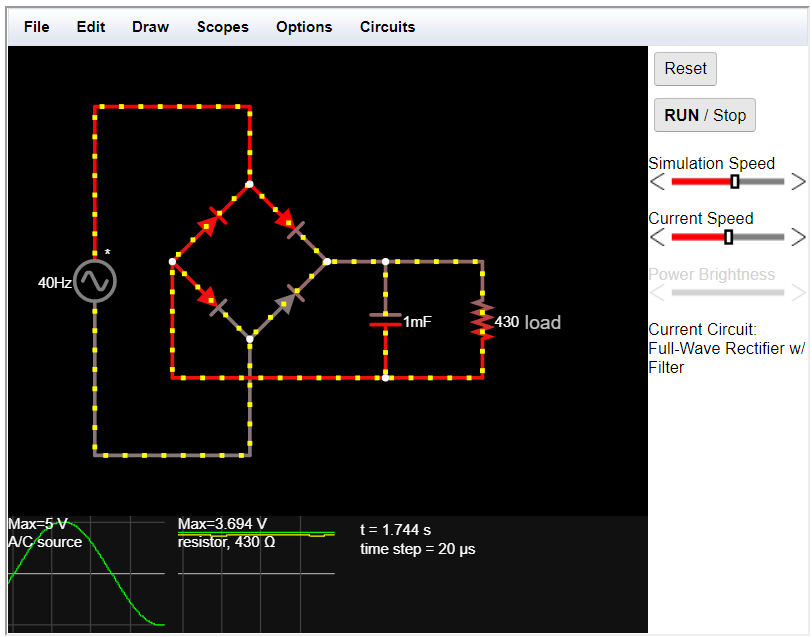 File Edit Draw Scopes Options Circuits
Reset
RUN / Stop
Simulation Speed
Current Speed
Power Brightness
Current Circuit:
Full-Wave Rectifier w/
Filter
*
40Hz
1mF
430 load
Max=5 V
A/C source
Max=3.694 V
resistor, 430 Ω
t = 1.744 s
time step = 20 μs